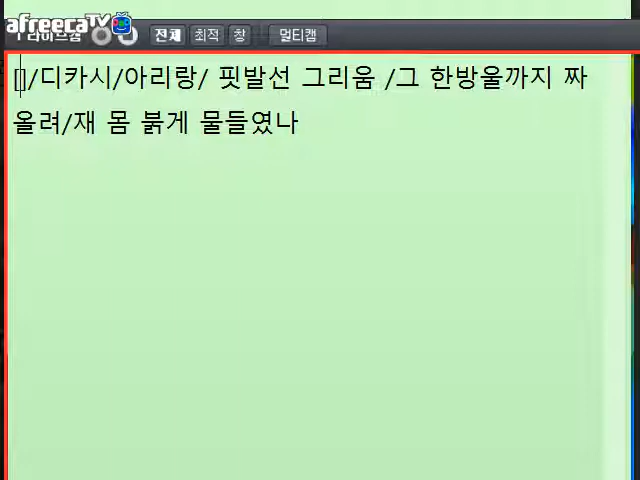 afreecaTV
전체 최적 창 멀티캠
[]/디카시/아리랑/ 핏발선 그리움 /그 한방울까지 짜
올려/재 몸 붉게 물들였나